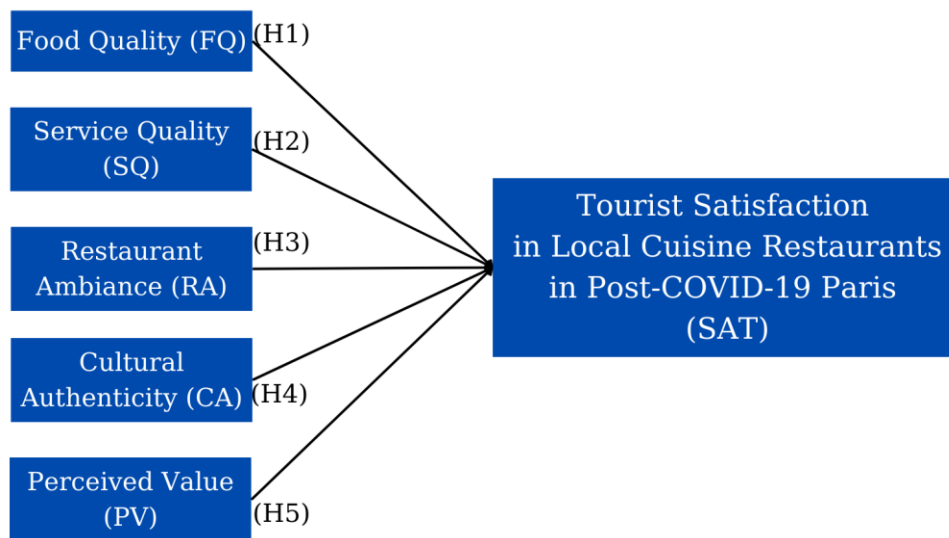 Food Quality (FQ)
(H1)
Service Quality
(SQ)
(H2)
Restaurant
Ambiance (RA)
(H3)
Cultural
Authenticity (CA)
(H4)
Perceived Value
(PV)
(H5)
Tourist Satisfaction
in Local Cuisine Restaurants
in Post-COVID-19 Paris
(SAT)